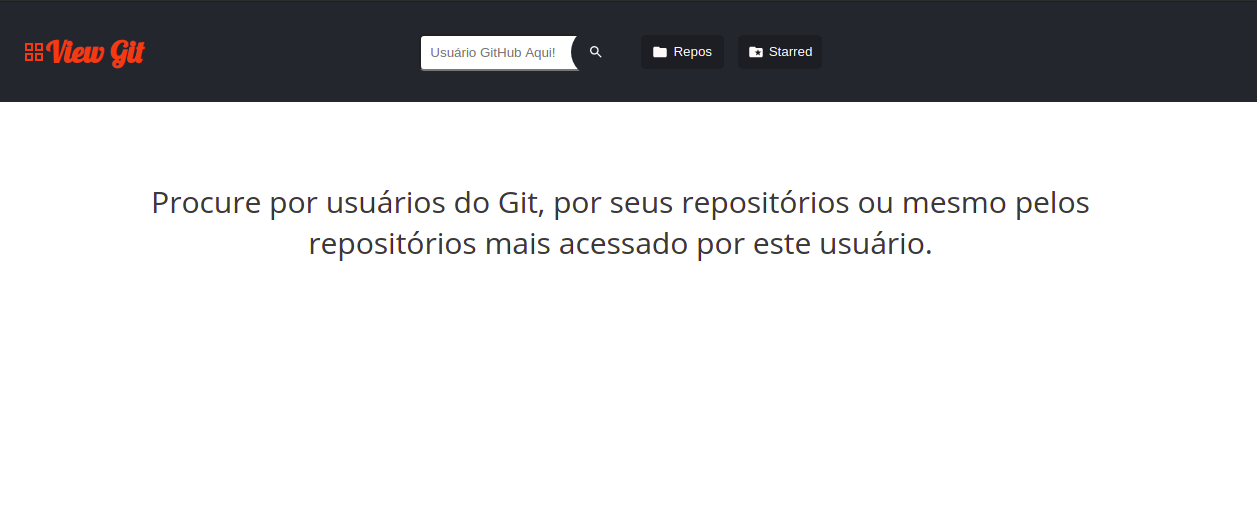 View Git
Usuário GitHub Aqui!
Repos
Starred
Procure por usuários do Git, por seus repositórios ou mesmo pelos
repositórios mais acessado por este usuário.